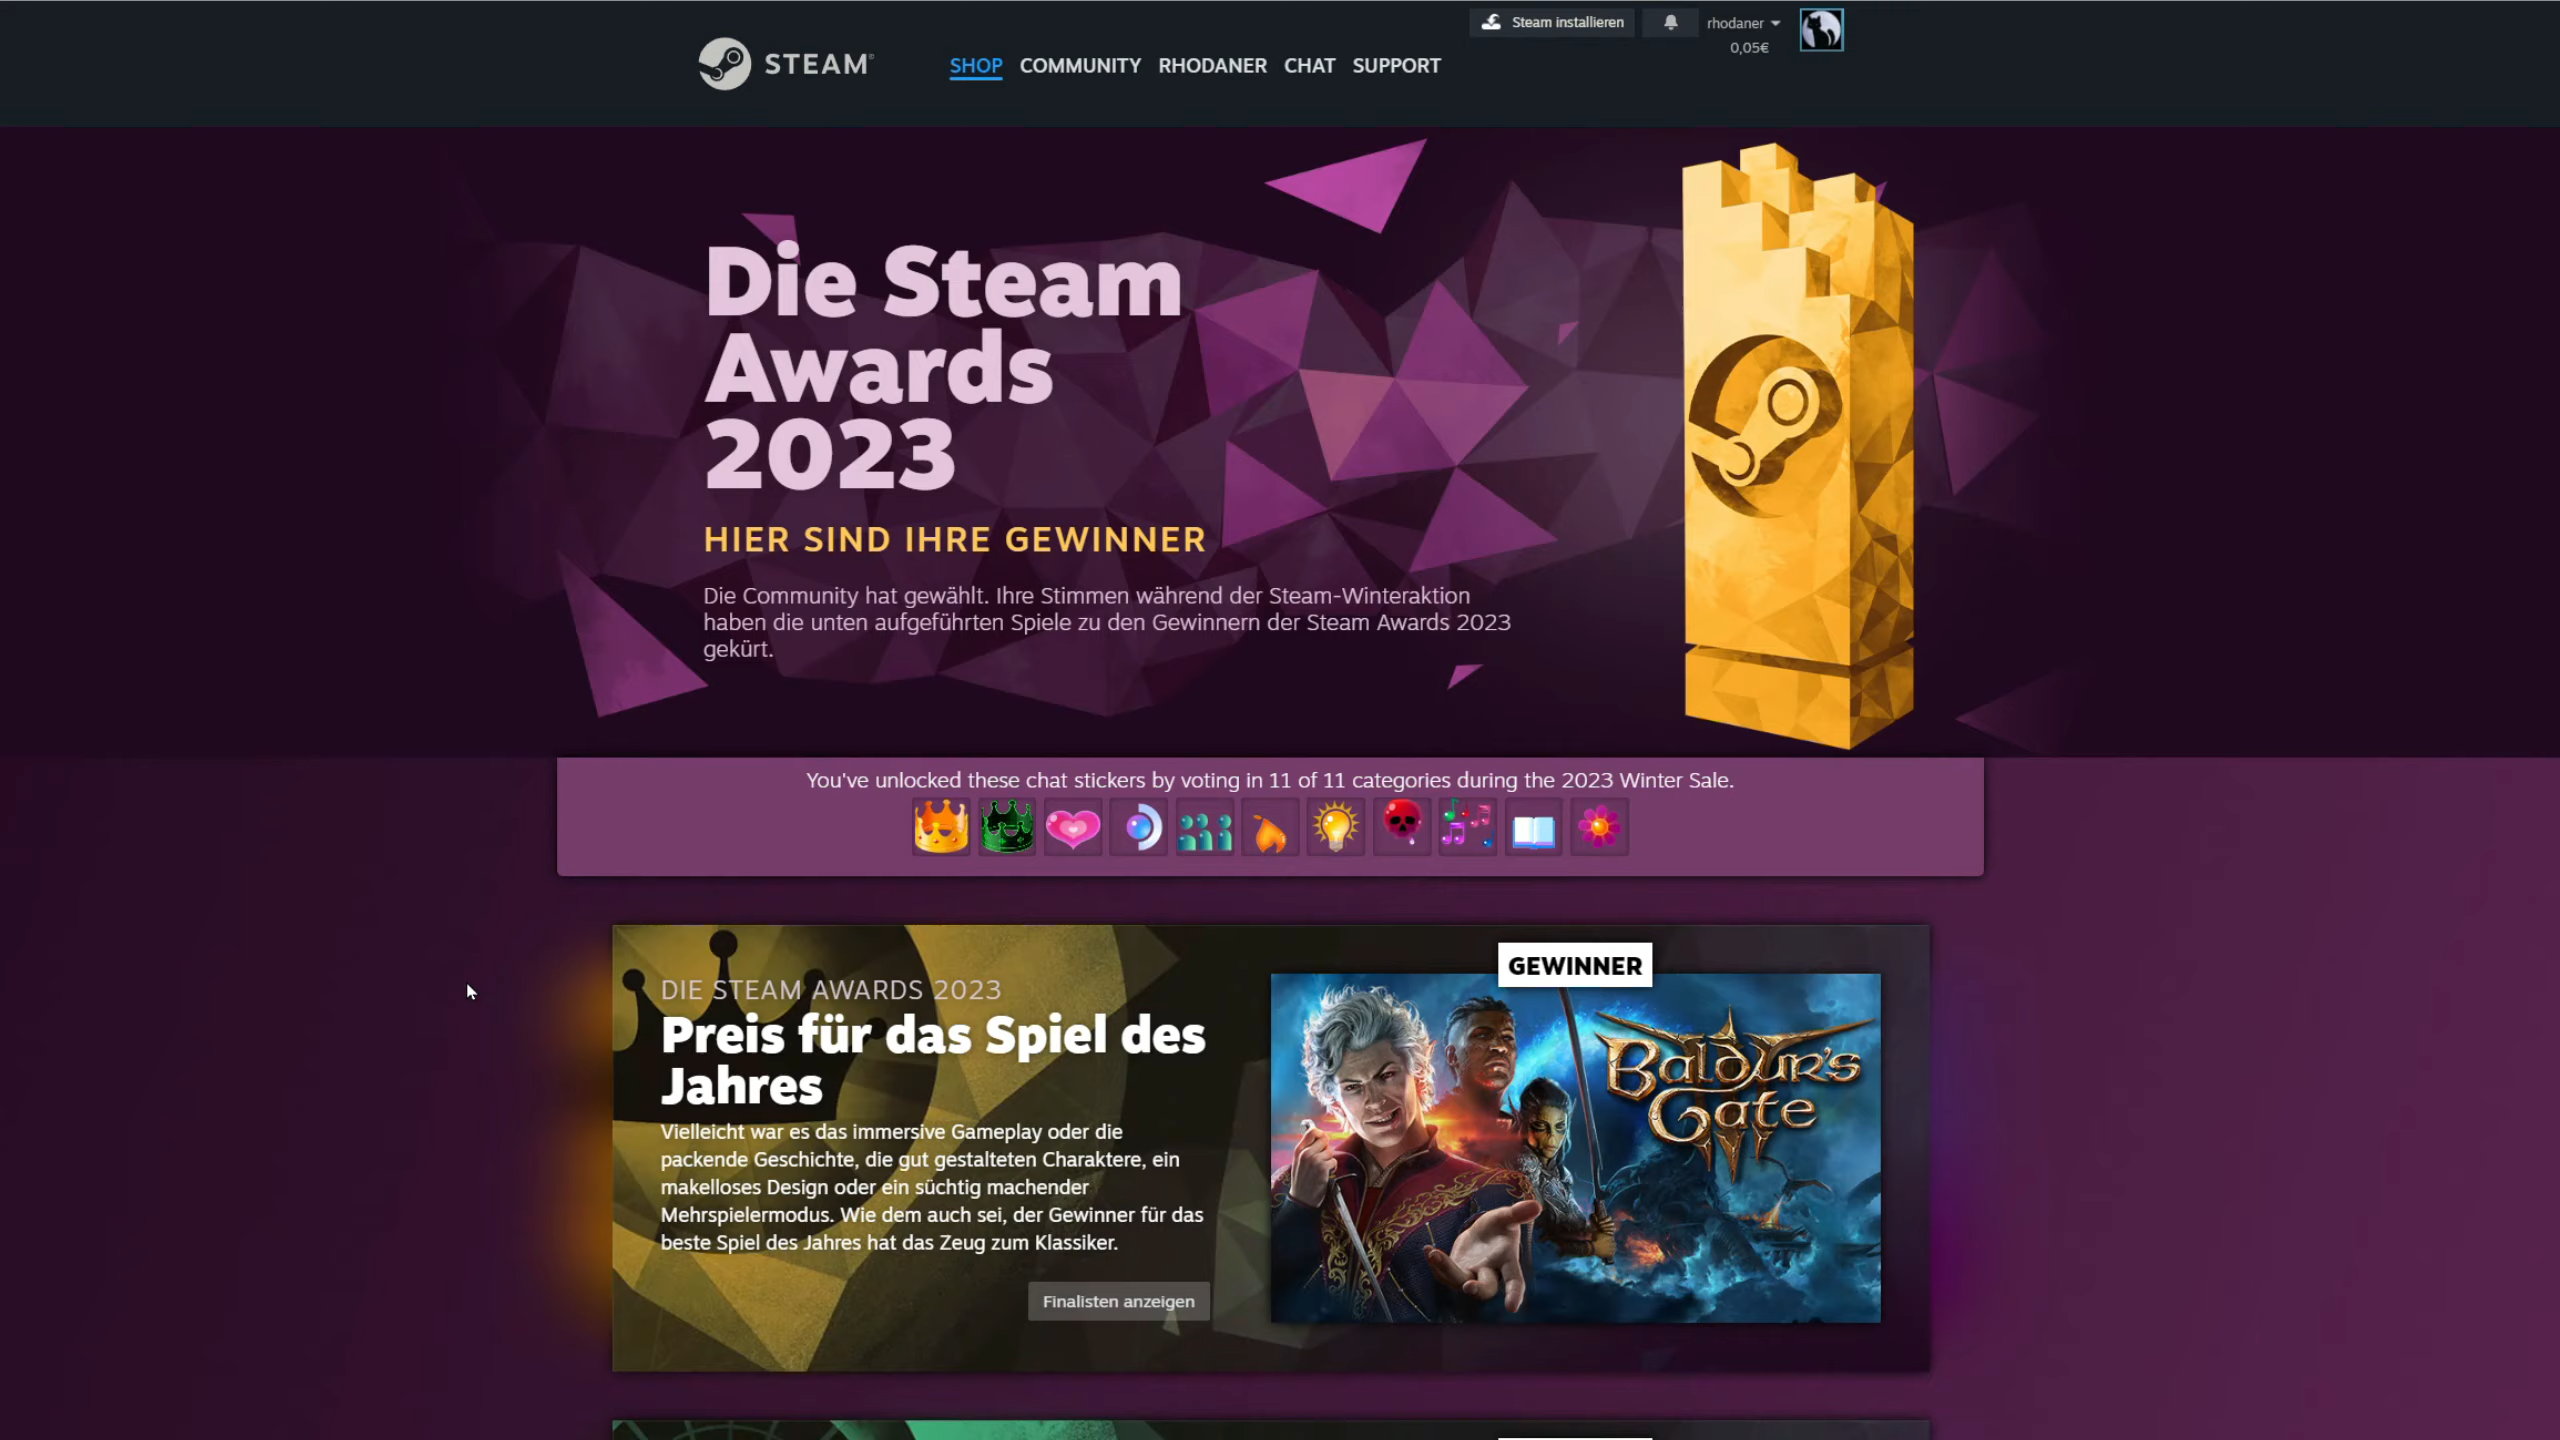 Steam installieren
rhodaner
0,05€
STEAM®
SHOP COMMUNITY RHODANER CHAT SUPPORT
Die Steam
Awards
2023
HIER SIND IHRE GEWINNER
Die Community hat gewählt. Ihre Stimmen während der Steam-Winteraktion
haben die unten aufgeführten Spiele zu den Gewinnern der Steam Awards 2023
gekürt.
You've unlocked these chat stickers by voting in 11 of 11 categories during the 2023 Winter Sale.
DIE STEAM AWARDS 2023
Preis für das Spiel des
Jahres
Vielleicht war es das immersive Gameplay oder die
packende Geschichte, die gut gestalteten Charaktere, ein
makelloses Design oder ein süchtig machender
Mehrspielermodus. Wie dem auch sei, der Gewinner für das
beste Spiel des Jahres hat das Zeug zum Klassiker.
Finalisten anzeigen
GEWINNER
Baldur's
Gate
III